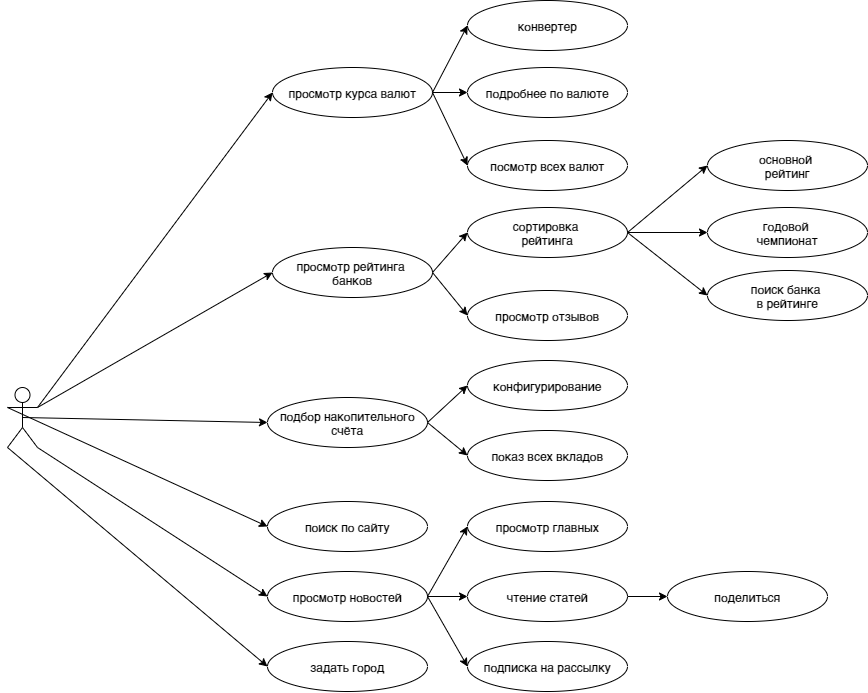 конвертер
просмотр курса валют
подробнее по валюте
посмотр всех валют
основной
рейтинг
сортировка
рейтинга
годовой
чемпионат
просмотр рейтинга
банков
поиск банка
в рейтинге
просмотр отзывов
конфигурирование
подбор накопительного
счёта
показ всех вкладов
поиск по сайту
просмотр главных
просмотр новостей
чтение статей
поделиться
задать город
подписка на рассылку